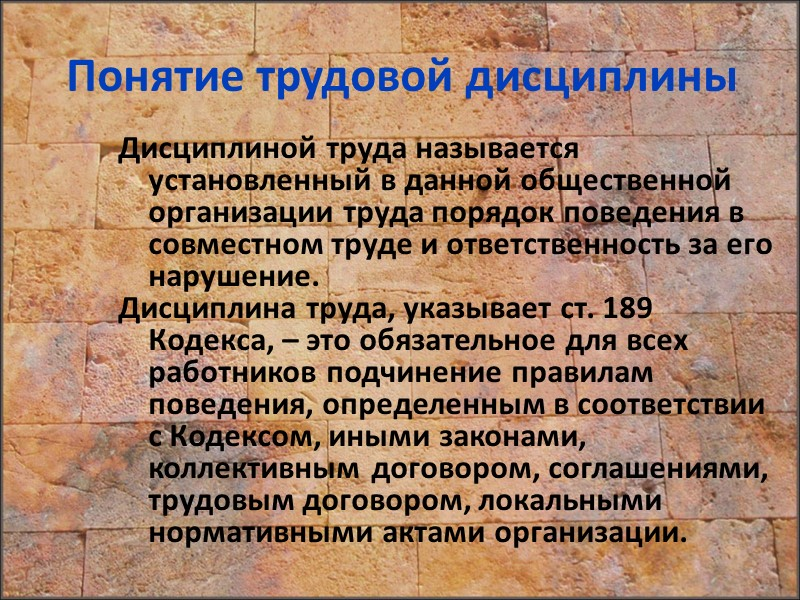 Понятие трудовой дисциплины
Дисциплиной труда называется
установленный в данной общественной
организации труда порядок поведения в
совместном труде и ответственность за его
нарушение.
Дисциплина труда, указывает ст. 189
Кодекса, – это обязательное для всех
работников подчинение правилам
поведения, определенным в соответствии
с Кодексом, иными законами,
коллективным договором, соглашениями,
трудовым договором, локальными
нормативными актами организации.